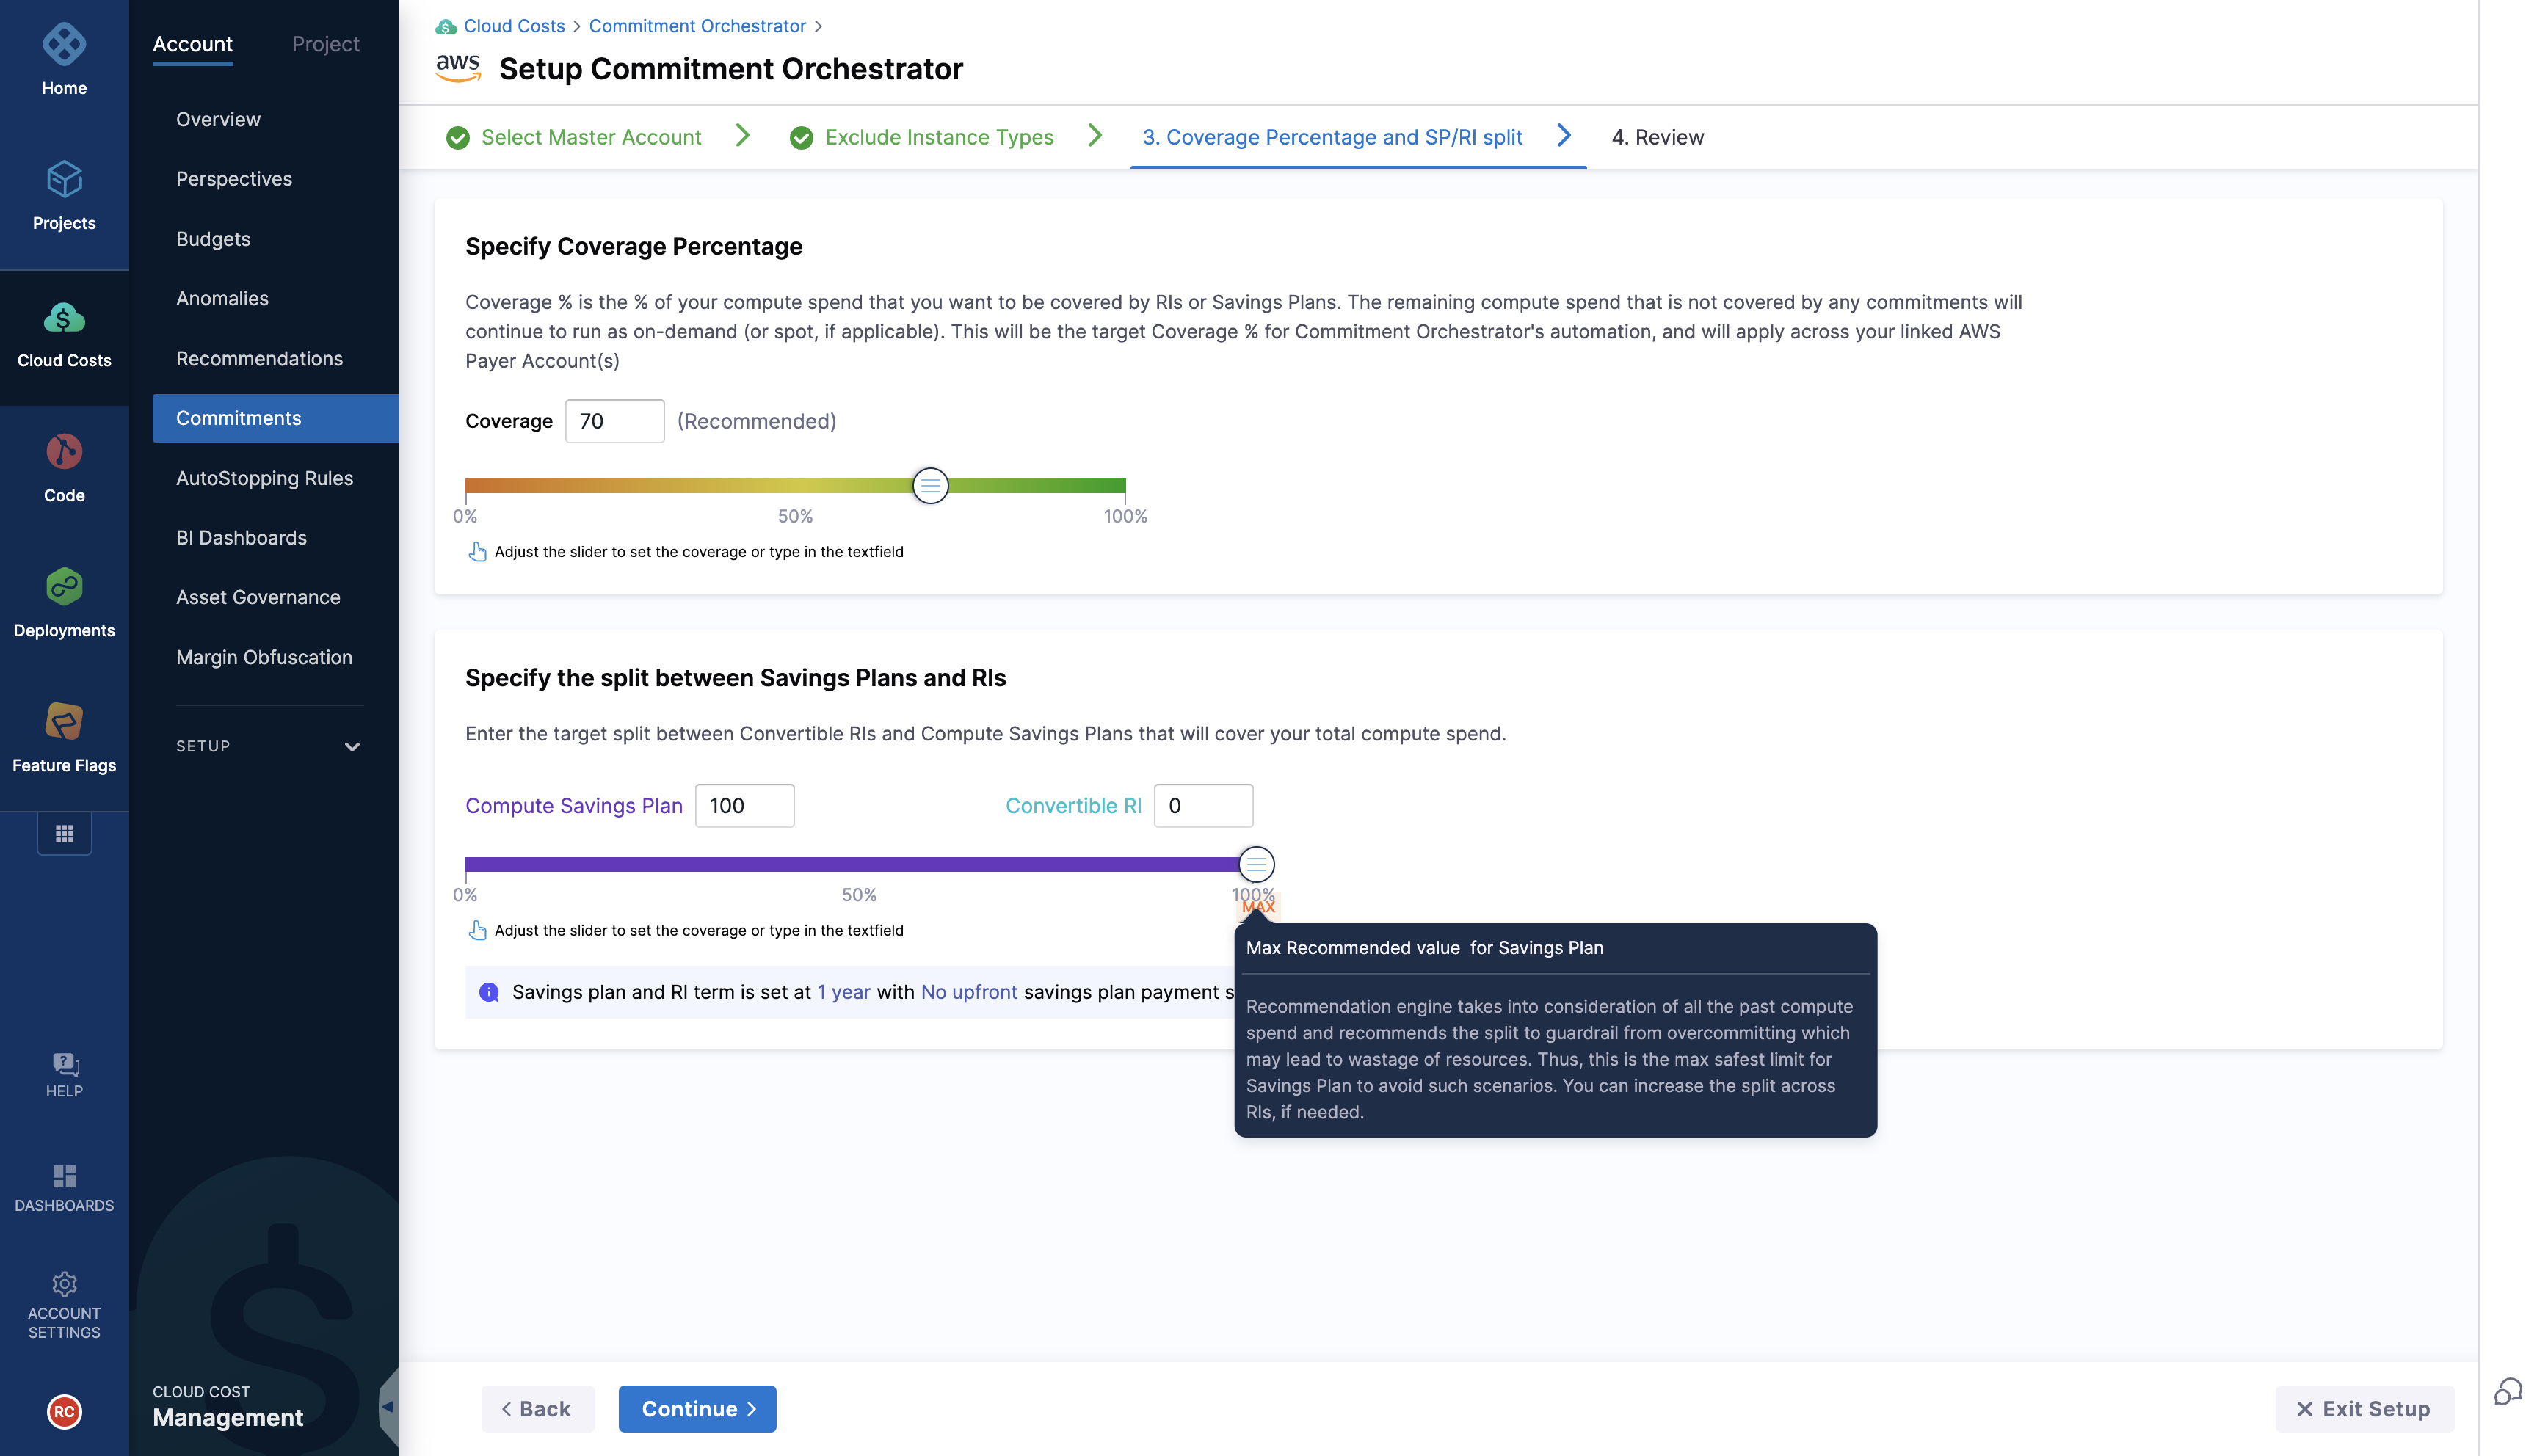 Home
Projects
Cloud Costs
Code
Deployments
Feature Flags
HELP
DASHBOARDS
ACCOUNT
SETTINGS
RC
Account
Project
Overview
Perspectives
Budgets
Anomalies
Recommendations
Commitments
AutoStopping Rules
BI Dashboards
Asset Governance
Margin Obfuscation
SETUP
CLOUD COST
Management
Cloud Costs > Commitment Orchestrator >
aws Setup Commitment Orchestrator
Select Master Account
Exclude Instance Types
3. Coverage Percentage and SP/RI split
4. Review
Specify Coverage Percentage
Coverage % is the % of your compute spend that you want to be covered by RIs or Savings Plans. The remaining compute spend that is not covered by any commitments will
continue to run as on-demand (or spot, if applicable). This will be the target Coverage % for Commitment Orchestrator's automation, and will apply across your linked AWS
Payer Account(s)
Coverage 70 (Recommended)
0% 50% 100%
Adjust the slider to set the coverage or type in the textfield
Specify the split between Savings Plans and RIs
Enter the target split between Convertible RIs and Compute Savings Plans that will cover your total compute spend.
Compute Savings Plan 100 Convertible RI 0
0% 50% 100%
MAX
Adjust the slider to set the coverage or type in the textfield
Savings plan and RI term is set at 1 year with No upfront savings plan payment s
Max Recommended value for Savings Plan
Recommendation engine takes into consideration of all the past compute
spend and recommends the split to guardrail from overcommitting which
may lead to wastage of resources. Thus, this is the max safest limit for
Savings Plan to avoid such scenarios. You can increase the split across
RIs, if needed.
< Back
Continue >
Exit Setup